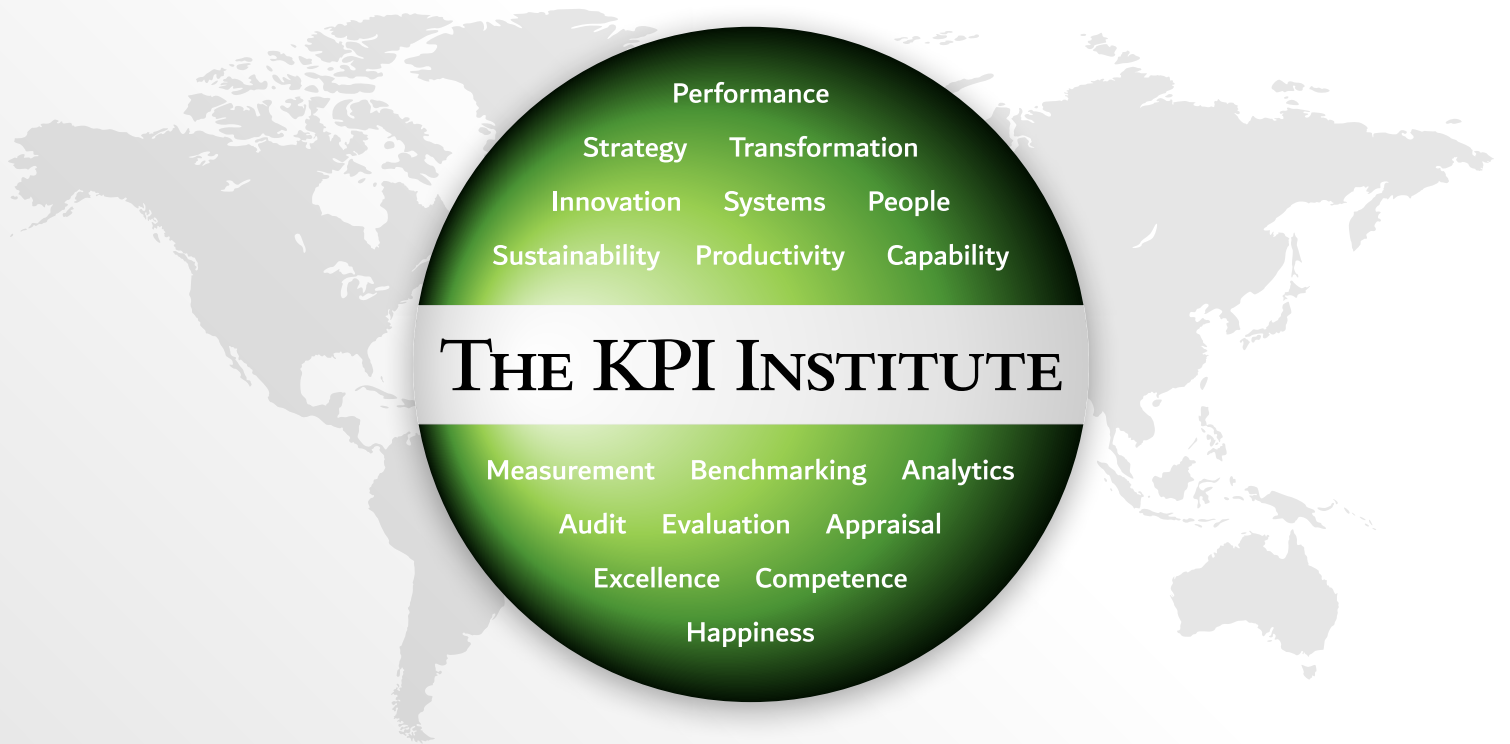 Performance
Strategy Transformation
Innovation Systems People
Sustainability Productivity Capability
The KPI Institute
Measurement Benchmarking Analytics
Audit Evaluation Appraisal
Excellence Competence
Happiness